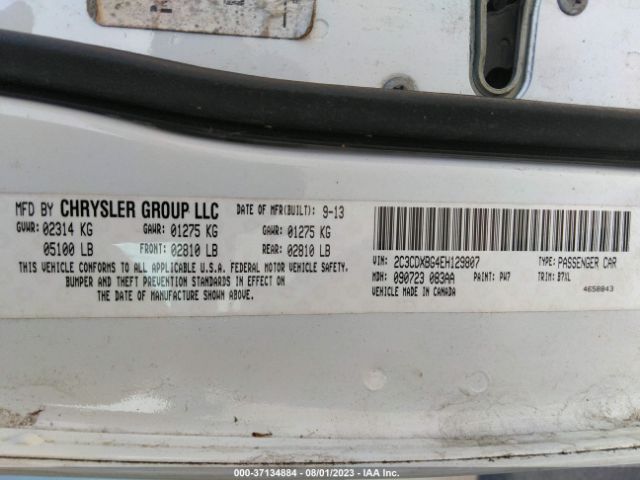 MFD BY CHRYSLER GROUP LLC DATE OF MFR(BUILT): 9-13
GVWR: 02314 KG GAWR: 01275 KG GAWR: 01275 KG
05100 LB FRONT: 02810 LB REAR: 02810 LB
THIS VEHICLE CONFORMS TO ALL APPLICABLE U.S.A. FEDERAL MOTOR VEHICLE SAFETY,
BUMPER AND THEFT PREVENTION STANDARDS IN EFFECT ON
THE DATE OF MANUFACTURE SHOWN ABOVE.
VIN: 2C3CDXBG4EH129807 TYPE: PASSENGER CAR
MDH: 090723 083AA PAINT: PW7 TRIM: B7XL
VEHICLE MADE IN CANADA 4658843
000-37134884 // 08/01/2023 // IAA Inc.